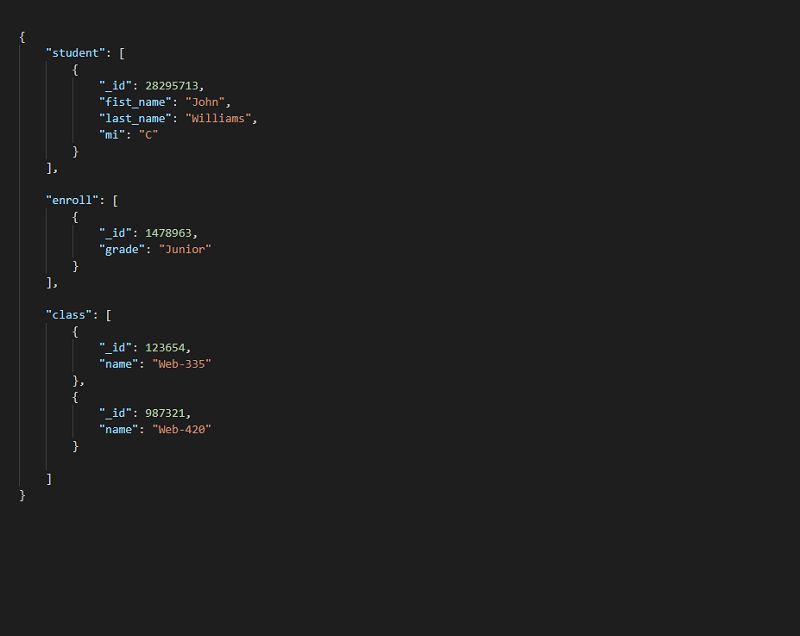 {
    "student": [
        {
            "_id": 28295713,
            "fist_name": "John",
            "last_name": "Williams",
            "mi": "C"
        }
    ],

    "enroll": [
        {
            "_id": 1478963,
            "grade": "Junior"
        }
    ],

    "class": [
        {
            "_id": 123654,
            "name": "Web-335"
        },
        {
            "_id": 987321,
            "name": "Web-420"
        }

    ]
}